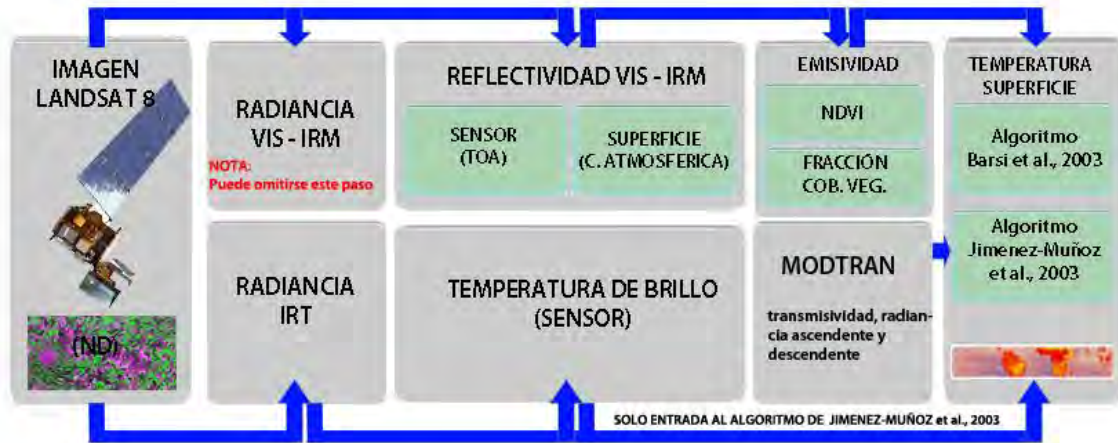 IMAGEN
LANDSAT 8
(ND)
RADIANCIA
VIS - IRM
NOTA:
Puede omitirse este paso
RADIANCIA
IRT
REFLECTIVIDAD VIS - IRM
SENSOR
(TOA)
SUPERFICIE
(C. ATMOSFERICA)
TEMPERATURA DE BRILLO
(SENSOR)
EMISIVIDAD
NDVI
FRACCIÓN
COB. VEG.
MODTRAN
transmisividad, radian-
cia ascendente y
descendente
TEMPERATURA
SUPERFICIE
Algoritmo
Barsi et al., 2003
Algoritmo
Jimenez-Muñoz
et al., 2003
SOLO ENTRADA AL ALGORITMO DE JIMENEZ-MUÑOZ et al., 2003